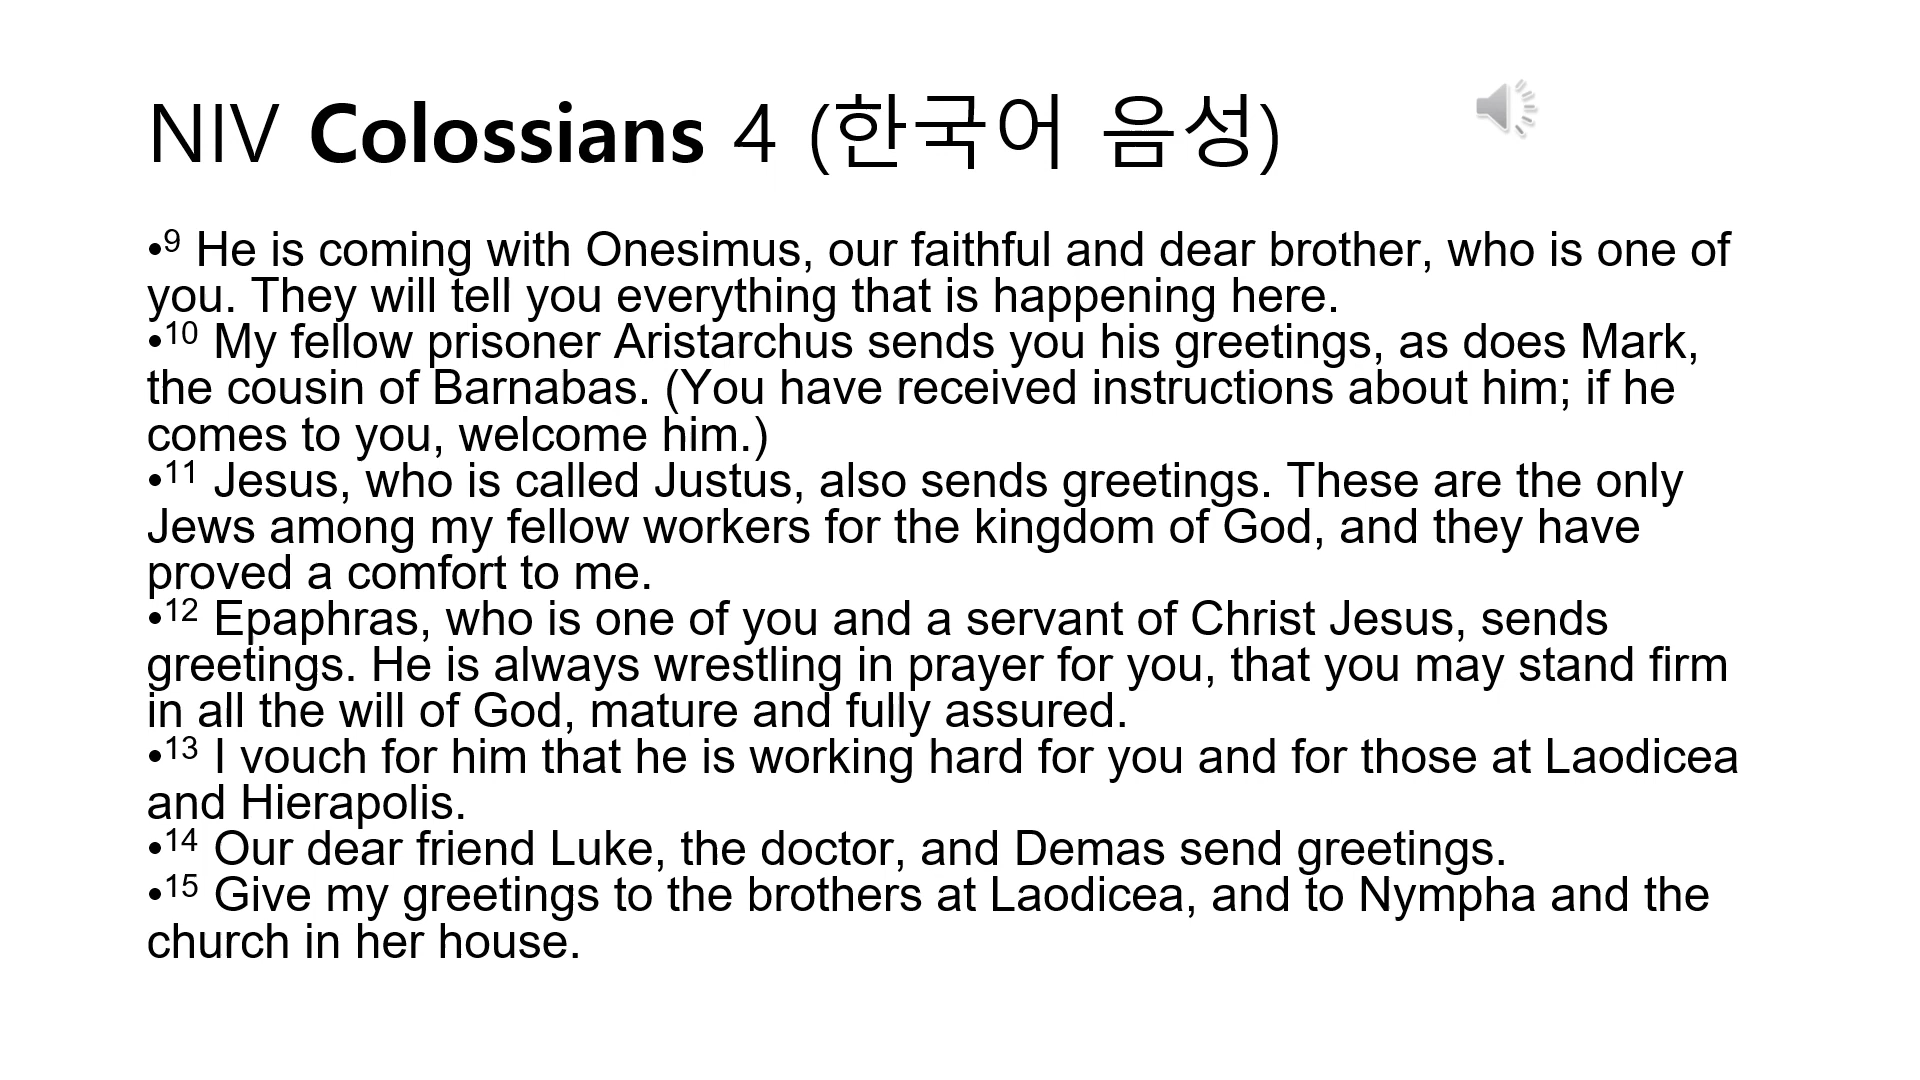 NIV Colossians 4 (한국어 음성)
•9 He is coming with Onesimus, our faithful and dear brother, who is one of
you. They will tell you everything that is happening here.
•10 My fellow prisoner Aristarchus sends you his greetings, as does Mark,
the cousin of Barnabas. (You have received instructions about him; if he
comes to you, welcome him.)
•11 Jesus, who is called Justus, also sends greetings. These are the only
Jews among my fellow workers for the kingdom of God, and they have
proved a comfort to me.
•12 Epaphras, who is one of you and a servant of Christ Jesus, sends
greetings. He is always wrestling in prayer for you, that you may stand firm
in all the will of God, mature and fully assured.
•13 I vouch for him that he is working hard for you and for those at Laodicea
and Hierapolis.
•14 Our dear friend Luke, the doctor, and Demas send greetings.
•15 Give my greetings to the brothers at Laodicea, and to Nympha and the
church in her house.